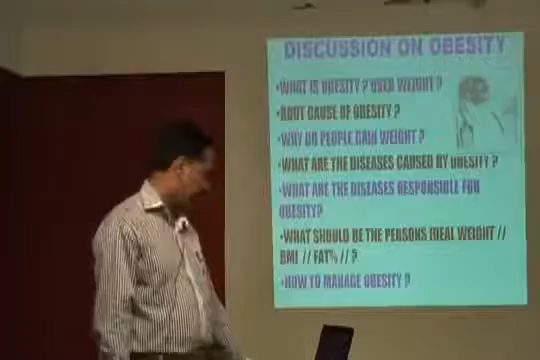 DISCUSSION ON OBESITY
•WHAT IS OBESITY ? OVER WEIGHT ?
•ROOT CAUSE OF OBESITY ?
•WHY DO PEOPLE GAIN WEIGHT ?
•WHAT ARE THE DISEASES CAUSED BY OBESITY ?
•WHAT ARE THE DISEASES RESPONSIBLE FOR
OBESITY?
•WHAT SHOULD BE THE PERSONS IDEAL WEIGHT //
BMI // FAT% // ?
•HOW TO MANAGE OBESITY ?